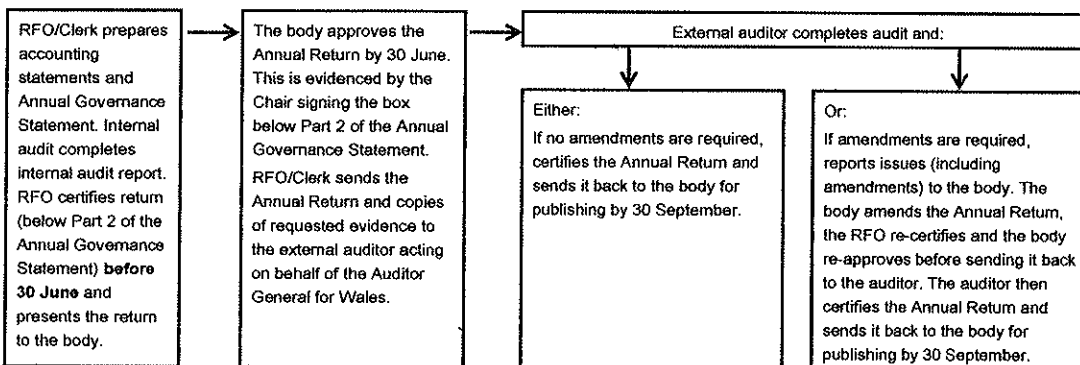 RFO/Clerk prepares
accounting
statements and
Annual Governance
Statement. Internal
audit completes
internal audit report.
RFO certifies return
(below Part 2 of the
Annual Governance
Statement) before
30 June and
presents the return
to the body.
The body approves the
Annual Return by 30 June.
This is evidenced by the
Chair signing the box
below Part 2 of the Annual
Governance Statement.
RFO/Clerk sends the
Annual Return and copies
of requested evidence to
the external auditor acting
on behalf of the Auditor
General for Wales.
External auditor completes audit and:
Either:
If no amendments are required,
certifies the Annual Return and
sends it back to the body for
publishing by 30 September.
Or:
If amendments are required,
reports issues (including
amendments) to the body. The
body amends the Annual Return,
the RFO re-certifies and the body
re-approves before sending it back
to the auditor. The auditor then
certifies the Annual Return and
sends it back to the body for
publishing by 30 September.